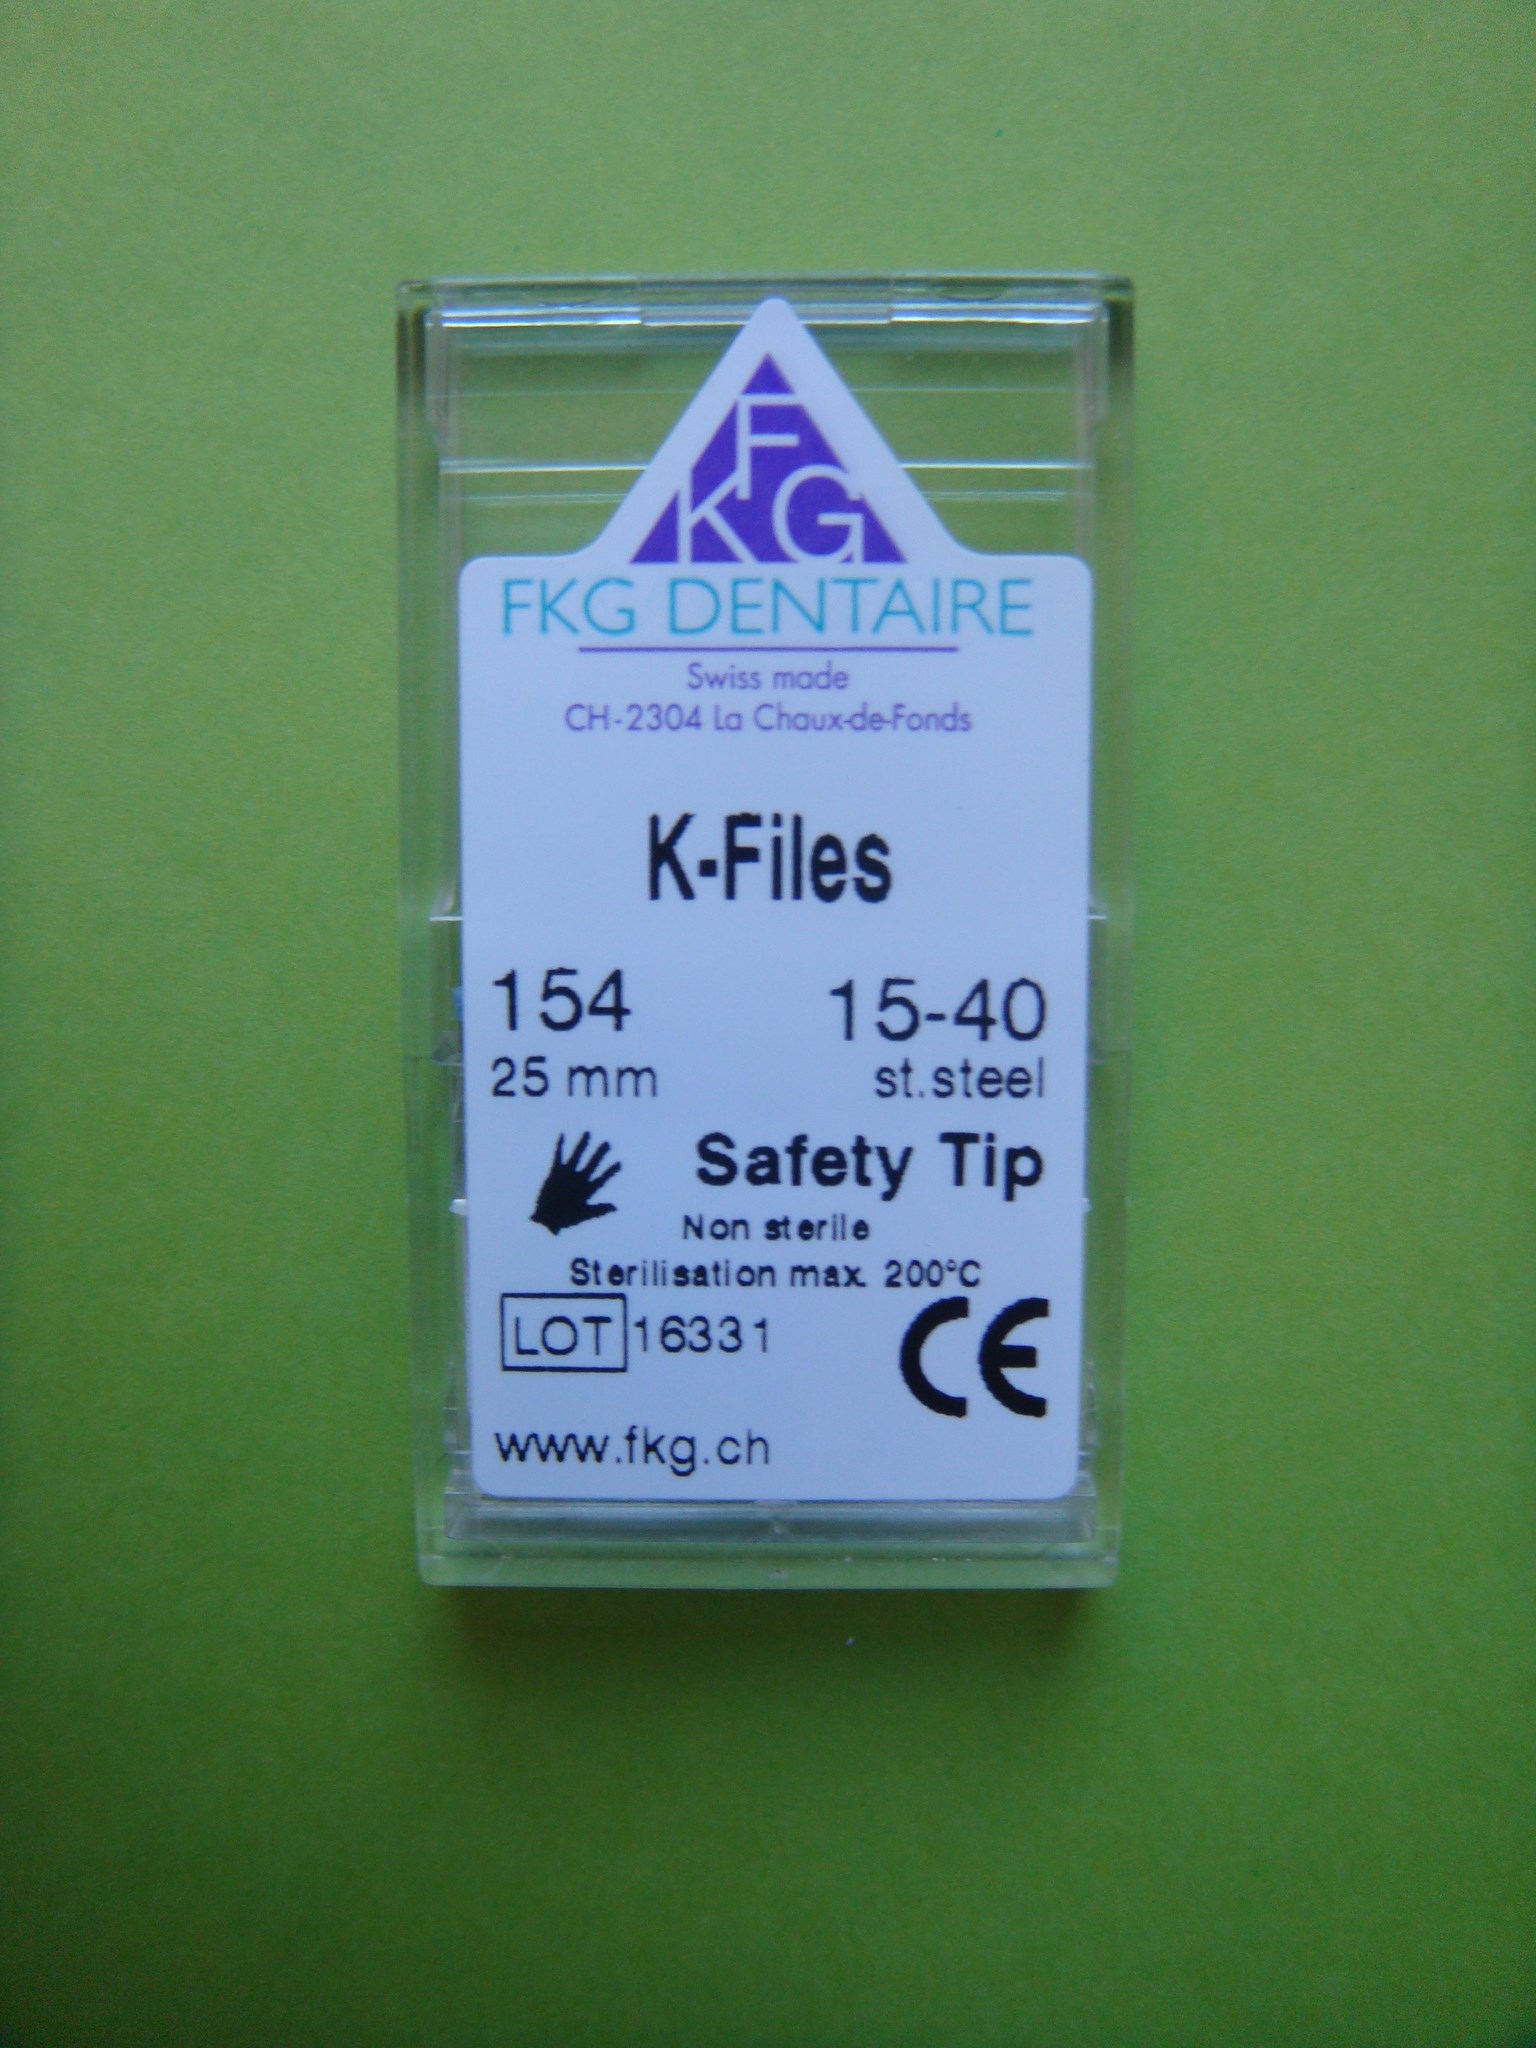 FKG
FKG DENTAIRE
Swiss made
CH-2304 La Chaux-de-Fonds
K-Files
154 15-40
25 mm st.steel
Safety Tip
Non sterile
Sterilisation max. 200°C
LOT 16331 CE
www.fkg.ch